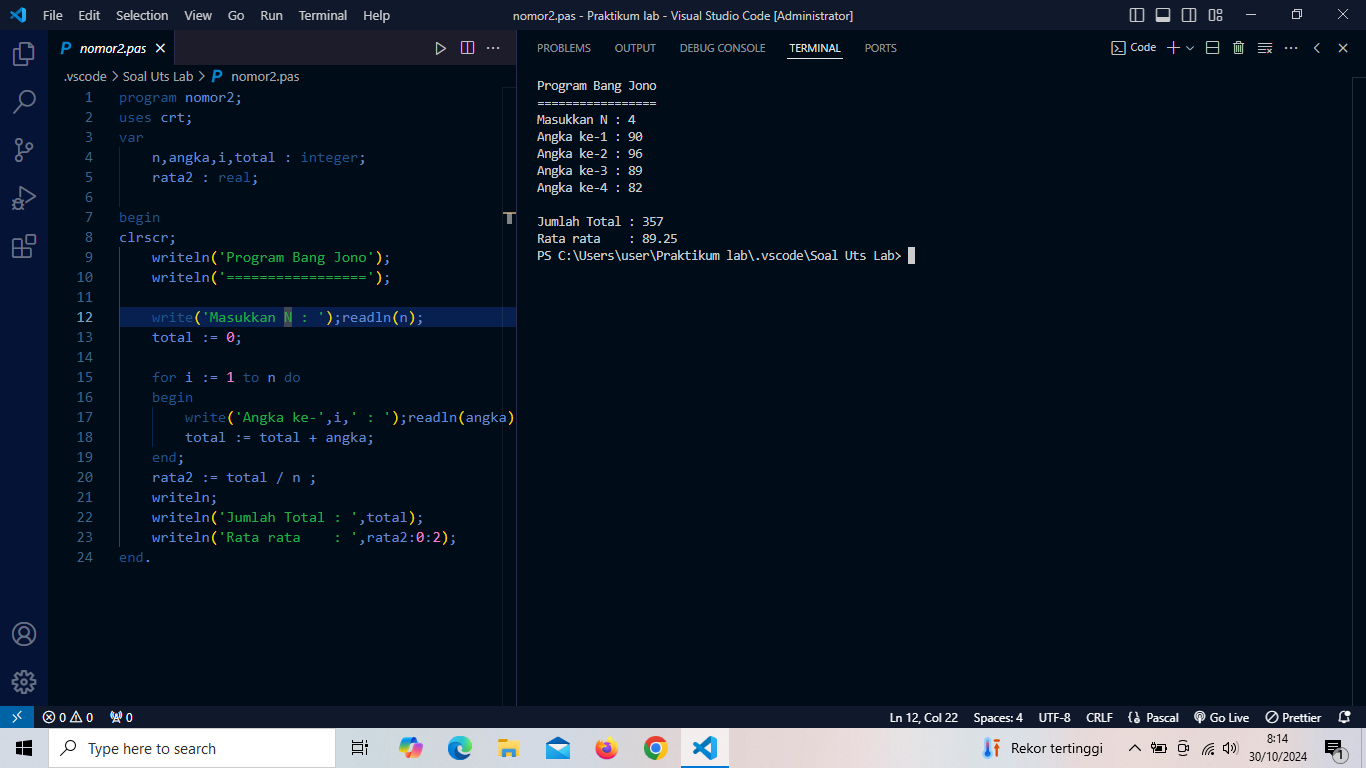 File Edit Selection View Go Run Terminal Help
nomor2.pas - Praktikum lab - Visual Studio Code [Administrator]
nomor2.pas
.vscode > Soal Uts Lab > nomor2.pas
1 program nomor2;
2 uses crt;
3 var
4 n,angka,i,total : integer;
5 rata2 : real;
6
7 begin
8 clrscr;
9 writeln('Program Bang Jono');
10 writeln('=================');
11
12 write('Masukkan N : ');readln(n);
13 total := 0;
14
15 for i := 1 to n do
16 begin
17 write('Angka ke-',i,' : ');readln(angka)
18 total := total + angka;
19 end;
20 rata2 := total / n ;
21 writeln;
22 writeln('Jumlah Total : ',total);
23 writeln('Rata rata    : ',rata2:0:2);
24 end.
PROBLEMS OUTPUT DEBUG CONSOLE TERMINAL PORTS
Code
Program Bang Jono
=================
Masukkan N : 4
Angka ke-1 : 90
Angka ke-2 : 96
Angka ke-3 : 89
Angka ke-4 : 82
Jumlah Total : 357
Rata rata    : 89.25
PS C:\Users\user\Praktikum lab\.vscode\Soal Uts Lab>
0 0 0
Ln 12, Col 22 Spaces: 4 UTF-8 CRLF Pascal Go Live Prettier
Type here to search
Rekor tertinggi
8:14
30/10/2024
1